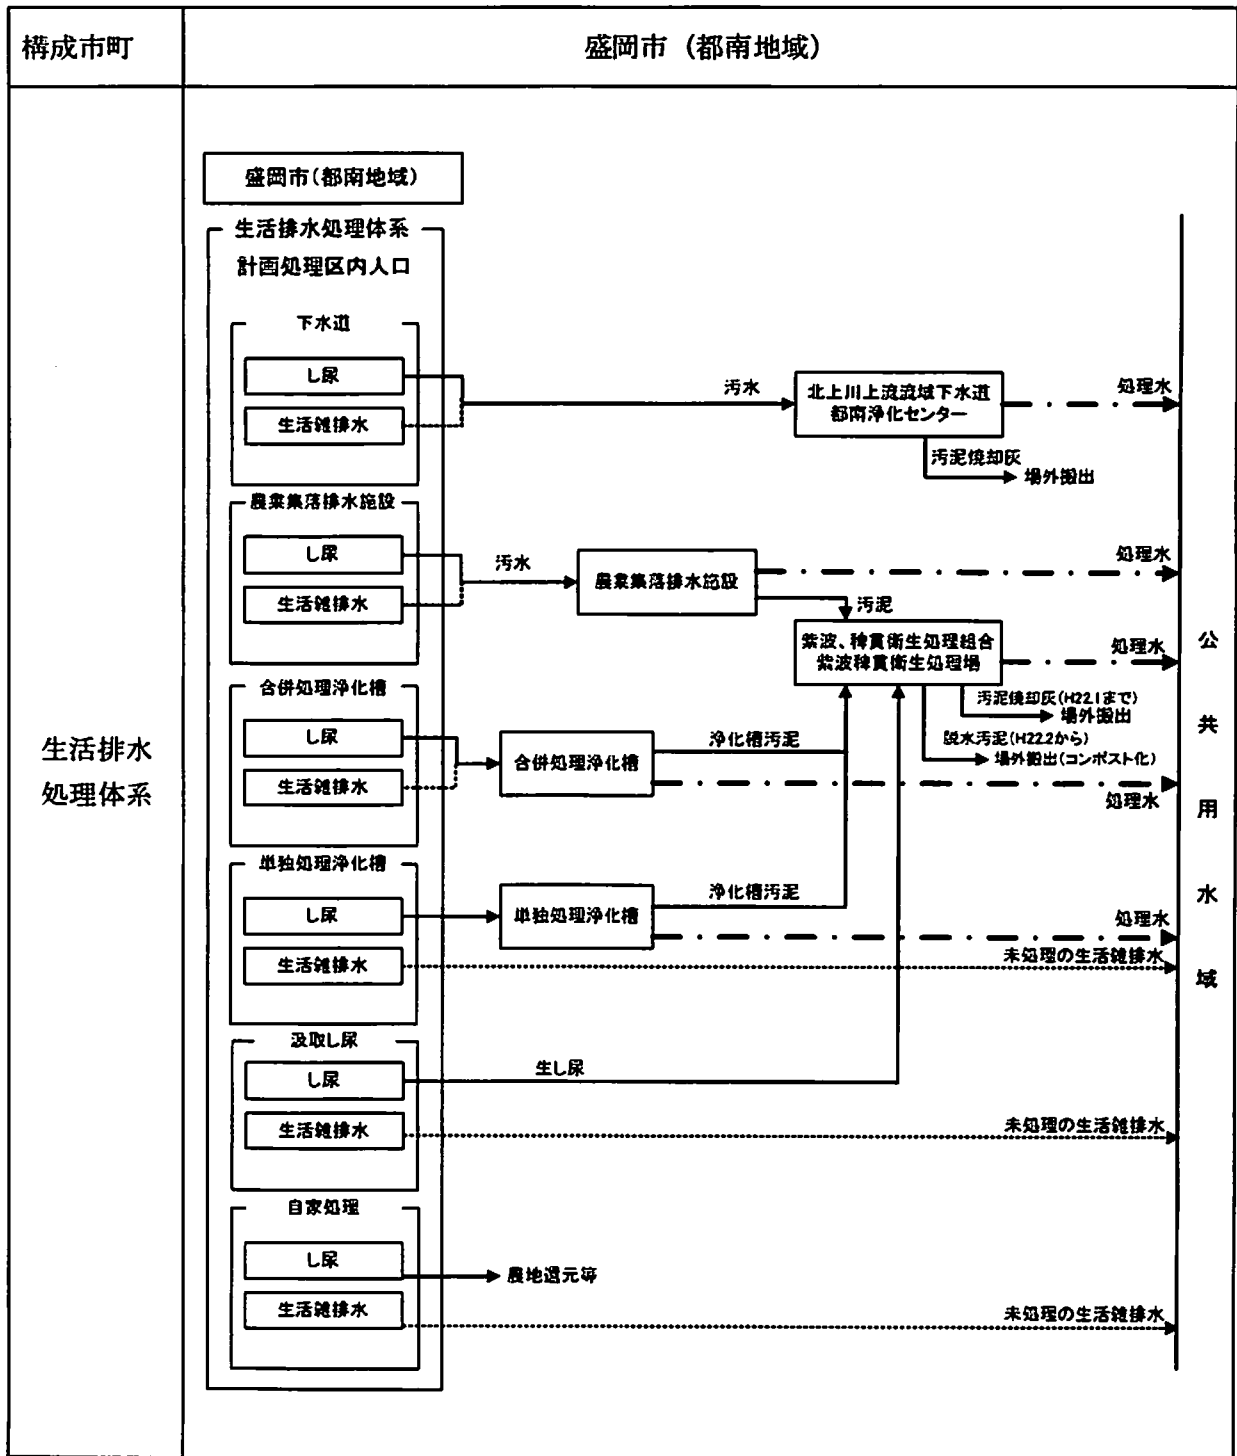 構成市町
盛岡市（都南地域）
生活排水
処理体系
盛岡市(都南地域)
生活排水処理体系
計画処理区内人口
下水道
し尿
生活雑排水
汚水
北上川上流流域下水道
都南浄化センター
処理水
汚泥焼却灰
場外搬出
農業集落排水施設
し尿
生活雑排水
汚水
農業集落排水施設
処理水
汚泥
紫波、稗貫衛生処理組合
紫波稗貫衛生処理場
処理水
汚泥焼却灰(H22.1まで)
場外搬出
脱水汚泥(H22.2から)
場外搬出(コンポスト化)
合併処理浄化槽
し尿
生活雑排水
合併処理浄化槽
浄化槽汚泥
処理水
単独処理浄化槽
し尿
生活雑排水
単独処理浄化槽
浄化槽汚泥
処理水
未処理の生活雑排水
汲取し尿
し尿
生活雑排水
生し尿
未処理の生活雑排水
自家処理
し尿
生活雑排水
農地還元等
未処理の生活雑排水
公共用水域